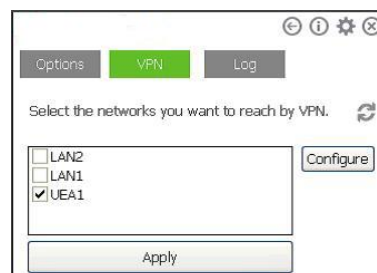 Options VPN Log
Select the networks you want to reach by VPN.
LAN2
LAN1
UEA1
Configure
Apply